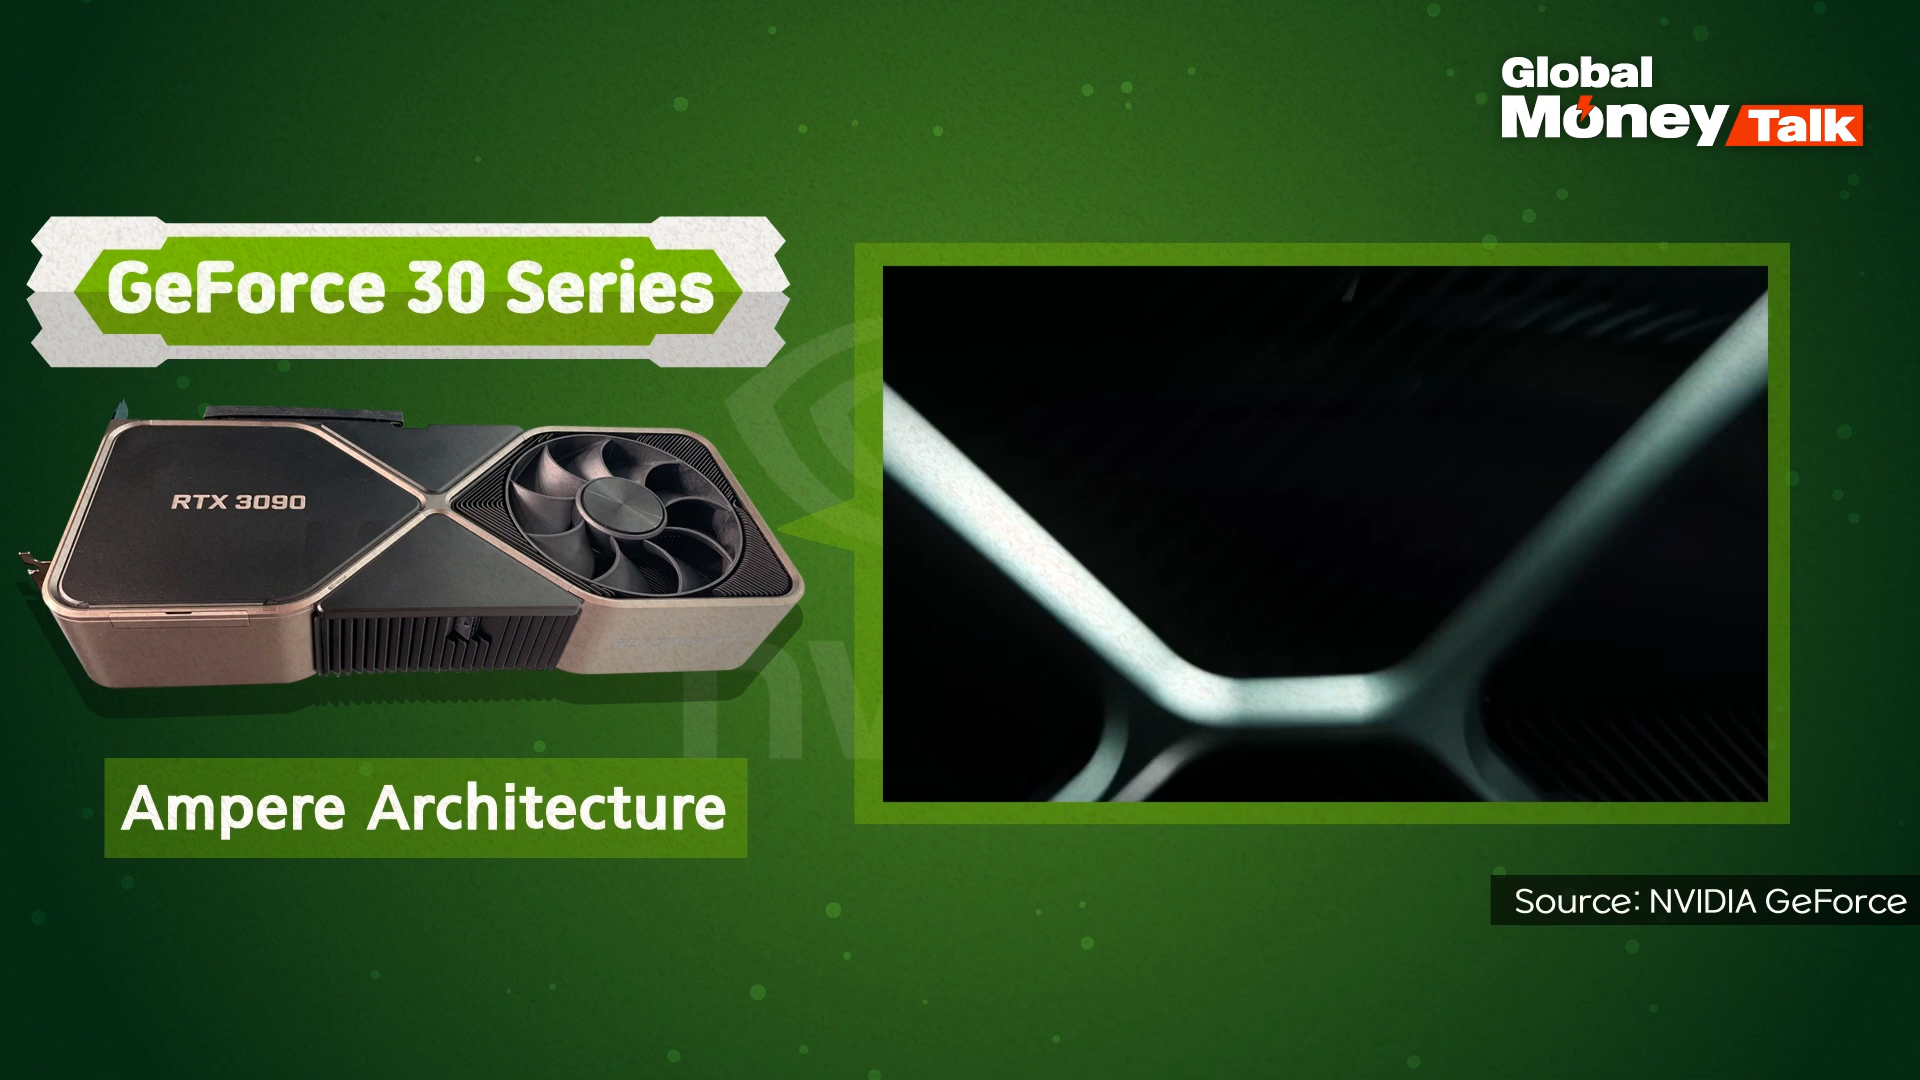 Global
Money Talk
GeForce 30 Series
RTX 3090
Ampere Architecture
Source: NVIDIA GeForce